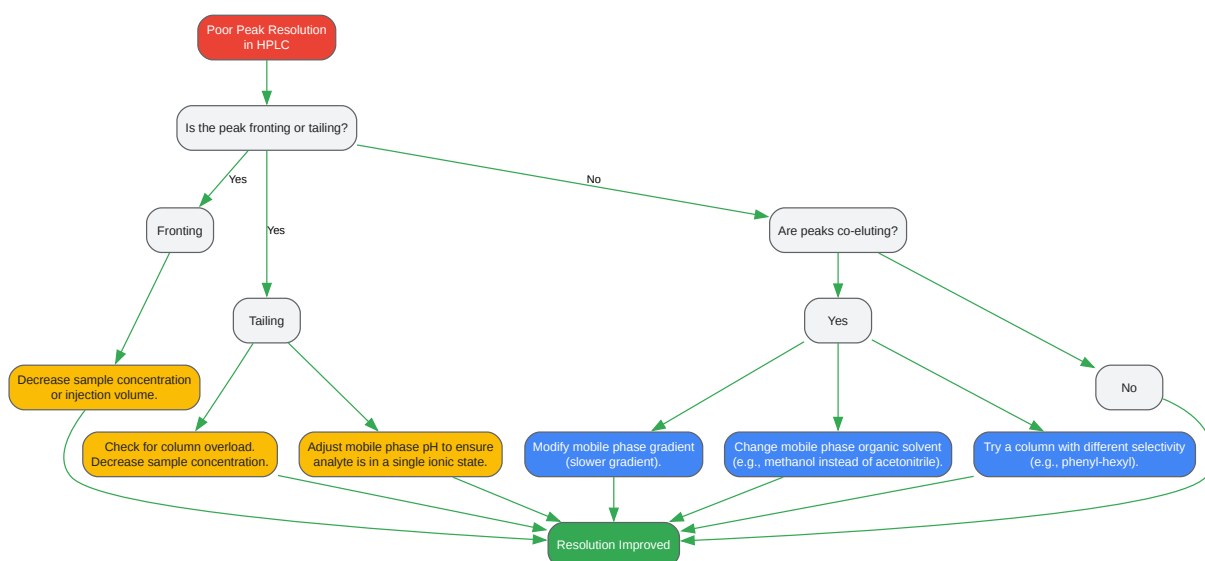 Poor Peak Resolution
in HPLC
Is the peak fronting or tailing?
Yes
No
Fronting
Yes
Are peaks co-eluting?
Tailing
Yes
Decrease sample concentration
or injection volume.
No
Check for column overload.
Decrease sample concentration.
Adjust mobile phase pH to ensure
analyte is in a single ionic state.
Modify mobile phase gradient
(slower gradient).
Change mobile phase organic solvent
(e.g., methanol instead of acetonitrile).
Try a column with different selectivity
(e.g., phenyl-hexyl).
Resolution Improved